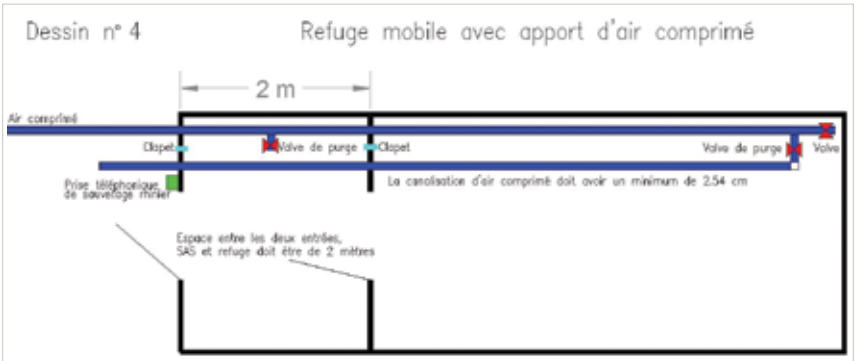 Dessin n° 4
Refuge mobile avec apport d'air comprimé
2 m
Air comprimé
Clapet
Valve de purge
Clapet
Valve de purge
Valve
Prise téléphonique
de sauvetage minier
La canalisation d'air comprimé doit avoir un minimum de 2.54 cm
Espace entre les deux entrées,
SAS et refuge doit être de 2 mètres